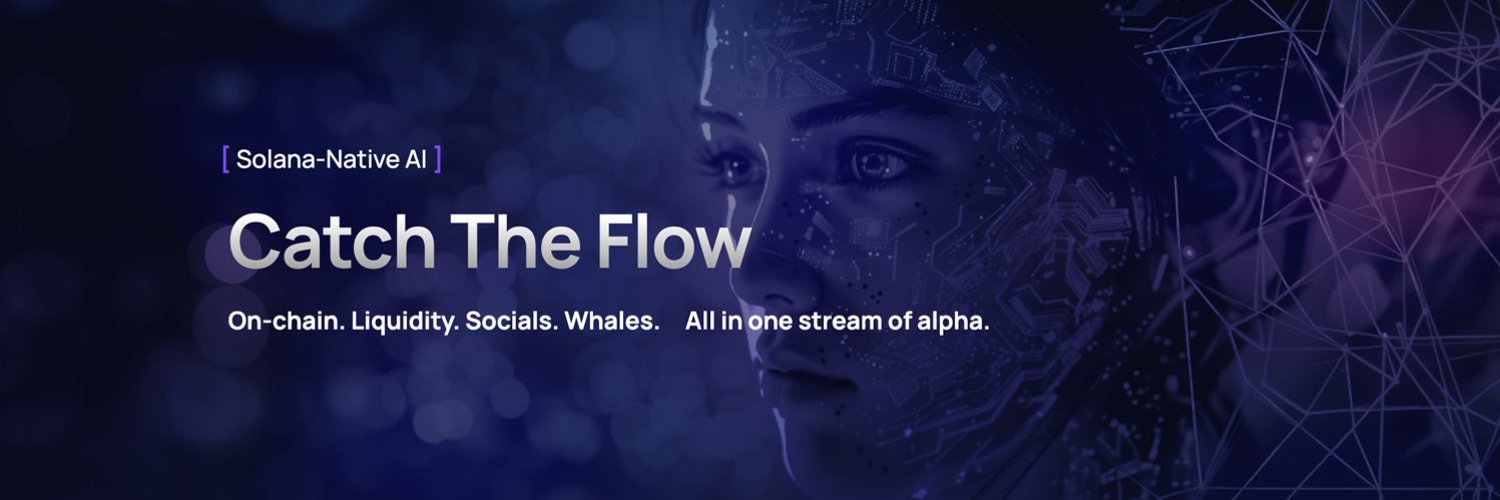 [ Solana-Native AI ]
Catch The Flow
On-chain. Liquidity. Socials. Whales. All in one stream of alpha.